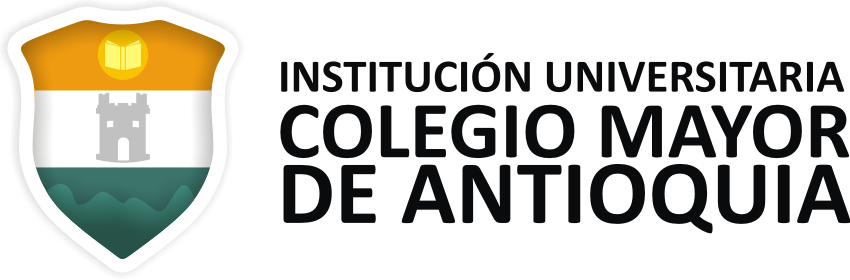 INSTITUCIÓN UNIVERSITARIA
COLEGIO MAYOR
DE ANTIOQUIA